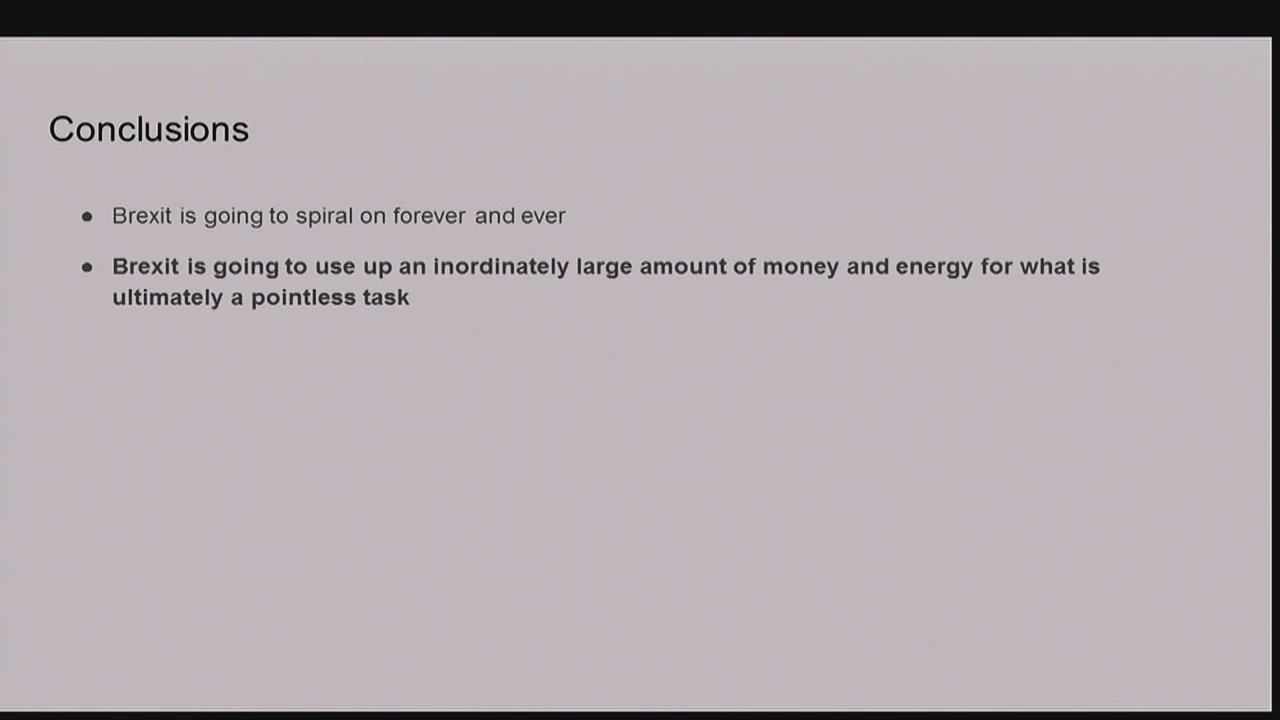 Conclusions
● Brexit is going to spiral on forever and ever
● Brexit is going to use up an inordinately large amount of money and energy for what is
ultimately a pointless task